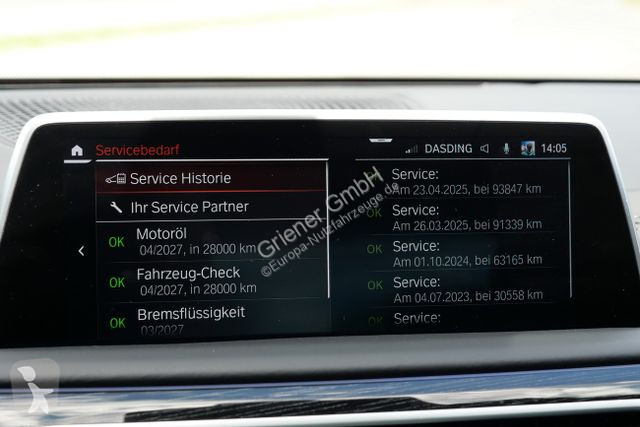 Servicebedarf
DASDING 14:05
Service Historie
Ihr Service Partner
OK Motoröl
04/2027, in 28000 km
OK Fahrzeug-Check
04/2027, in 28000 km
OK Bremsflüssigkeit
03/2027
OK Service:
Am 23.04.2025, bei 93847 km
OK Service:
Am 26.03.2025, bei 91339 km
OK Service:
Am 01.10.2024, bei 63165 km
OK Service:
Am 04.07.2023, bei 30558 km
OK Service:
Griener GmbH
©Europa-Nutzfahrzeuge.de